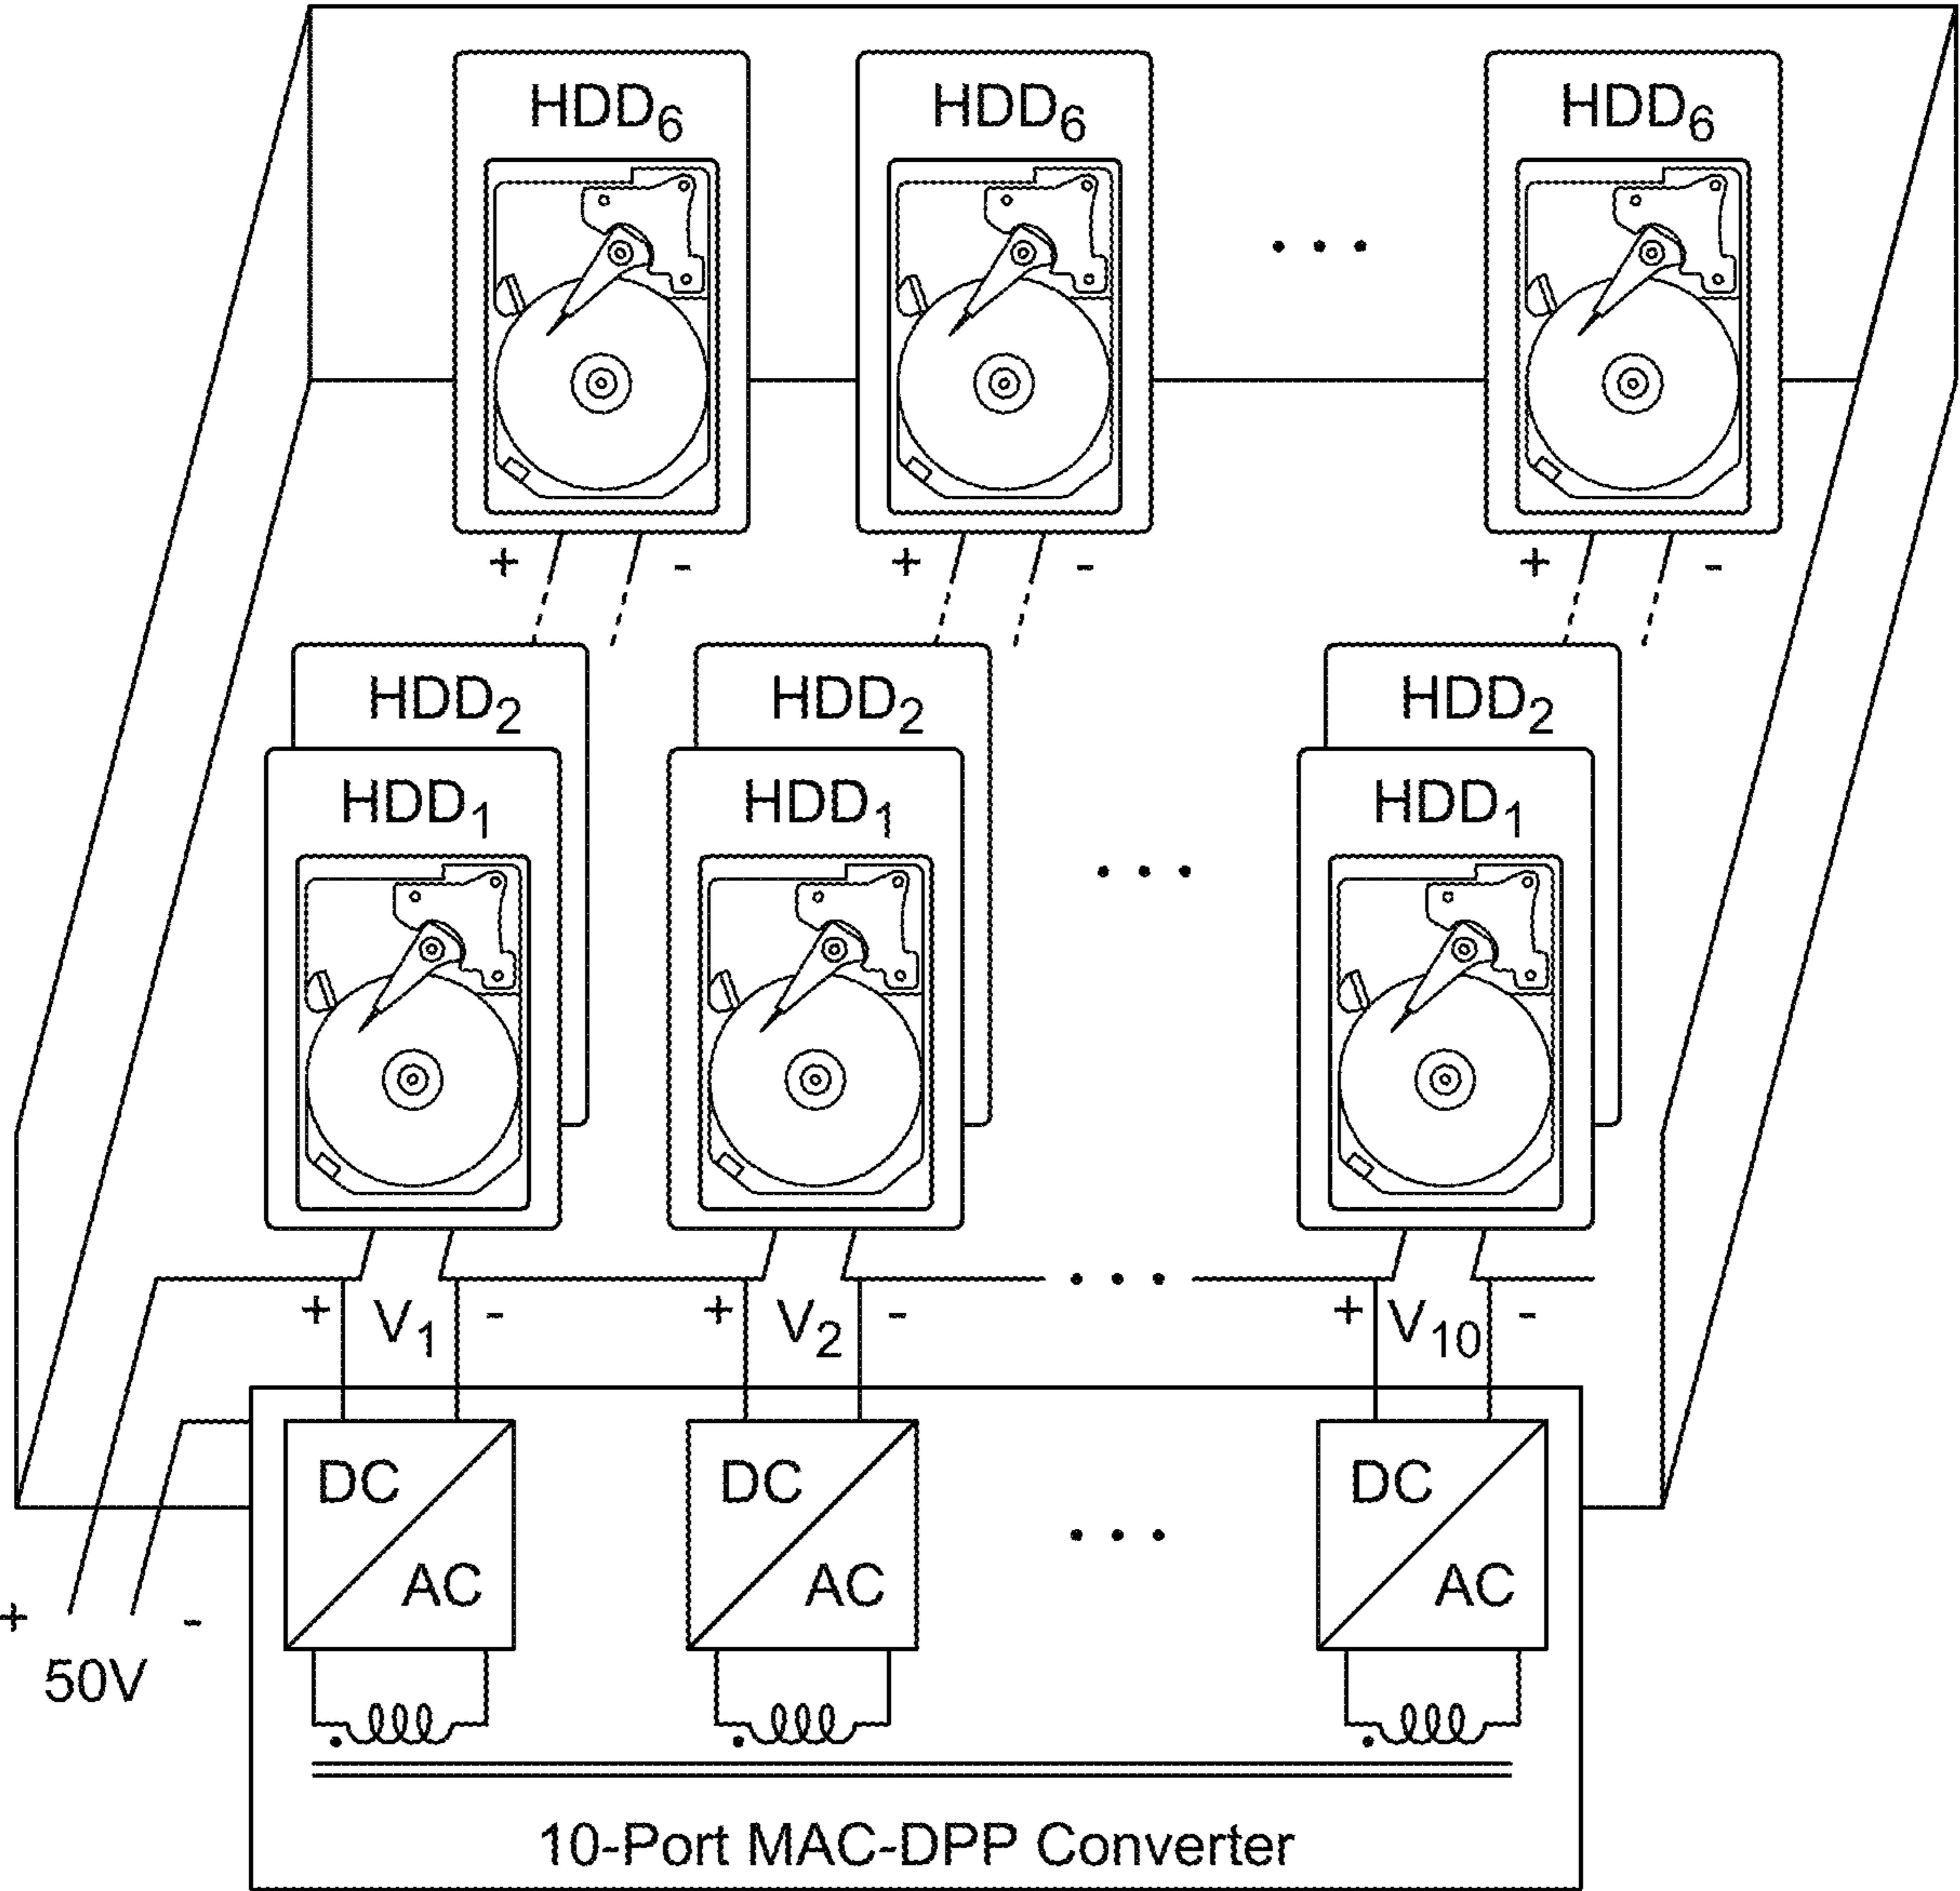 HDD6 HDD6 HDD6
+ - + - + -
HDD2 HDD2 HDD2
HDD1 HDD1 HDD1
+ V1 - + V2 - + V10 -
DC DC DC
AC AC AC
+ -
50V
10-Port MAC-DPP Converter